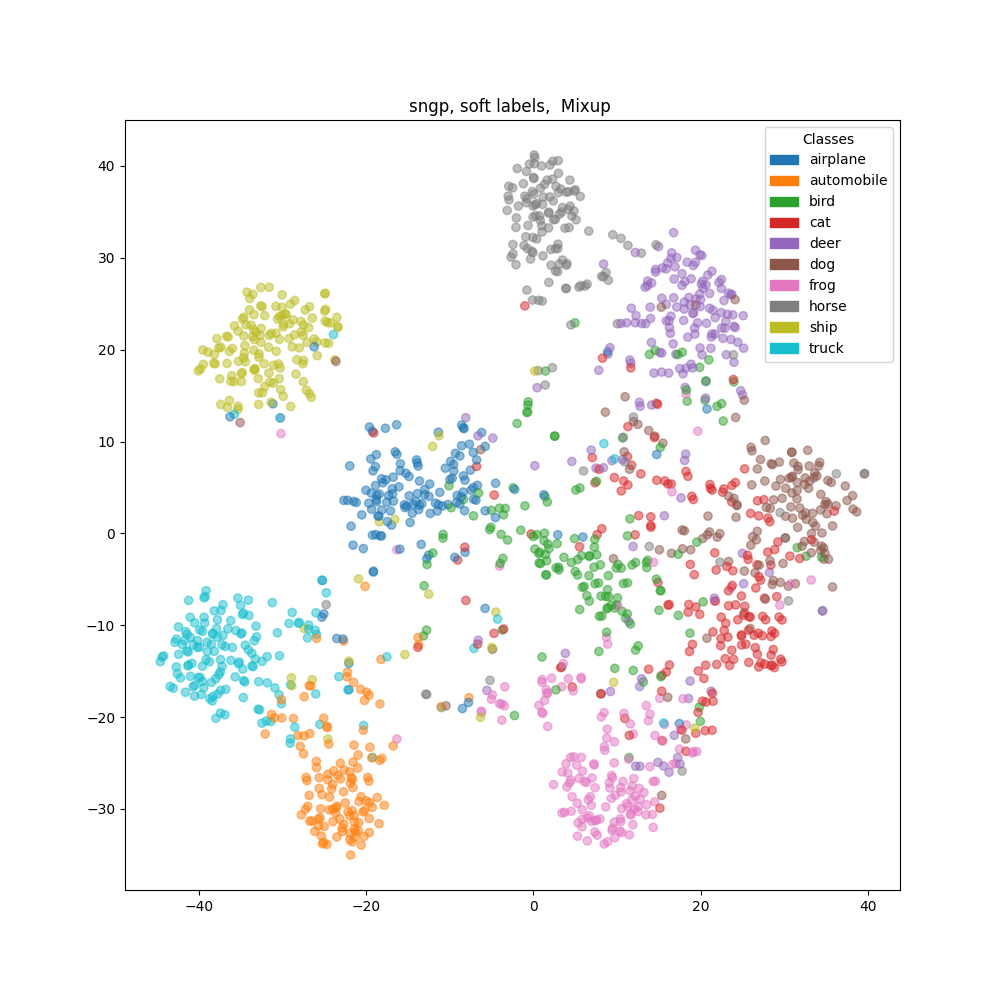 sngp, soft labels,  Mixup
Classes
airplane
automobile
bird
cat
deer
dog
frog
horse
ship
truck
40
30
20
10
0
−10
−20
−30
−40
−20
0
20
40